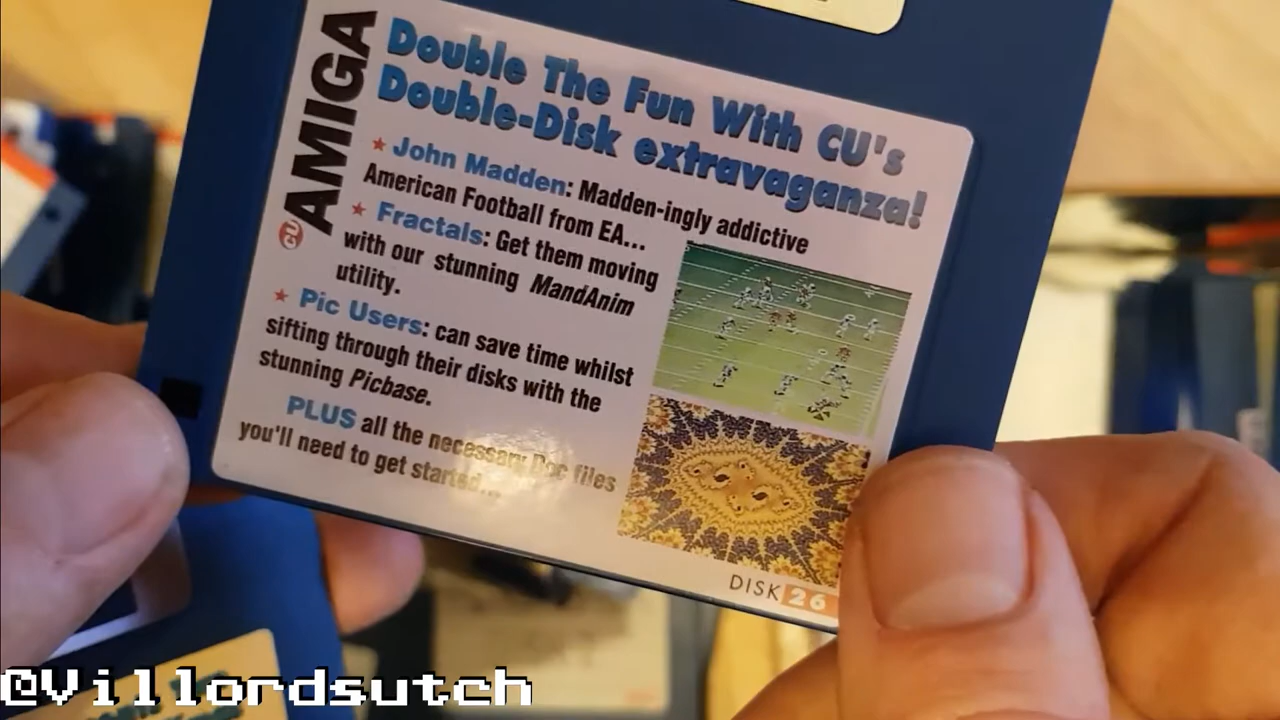 CU AMIGA
Double The Fun With CU's
Double-Disk extravaganza!
★ John Madden: Madden-ingly addictive
American Football from EA...
★ Fractals: Get them moving
with our stunning MandAnim
utility.
★ Pic Users: can save time whilst
sifting through their disks with the
stunning Picbase.
PLUS all the necessary Doc files
you'll need to get started...
DISK 26
@Villordsutch